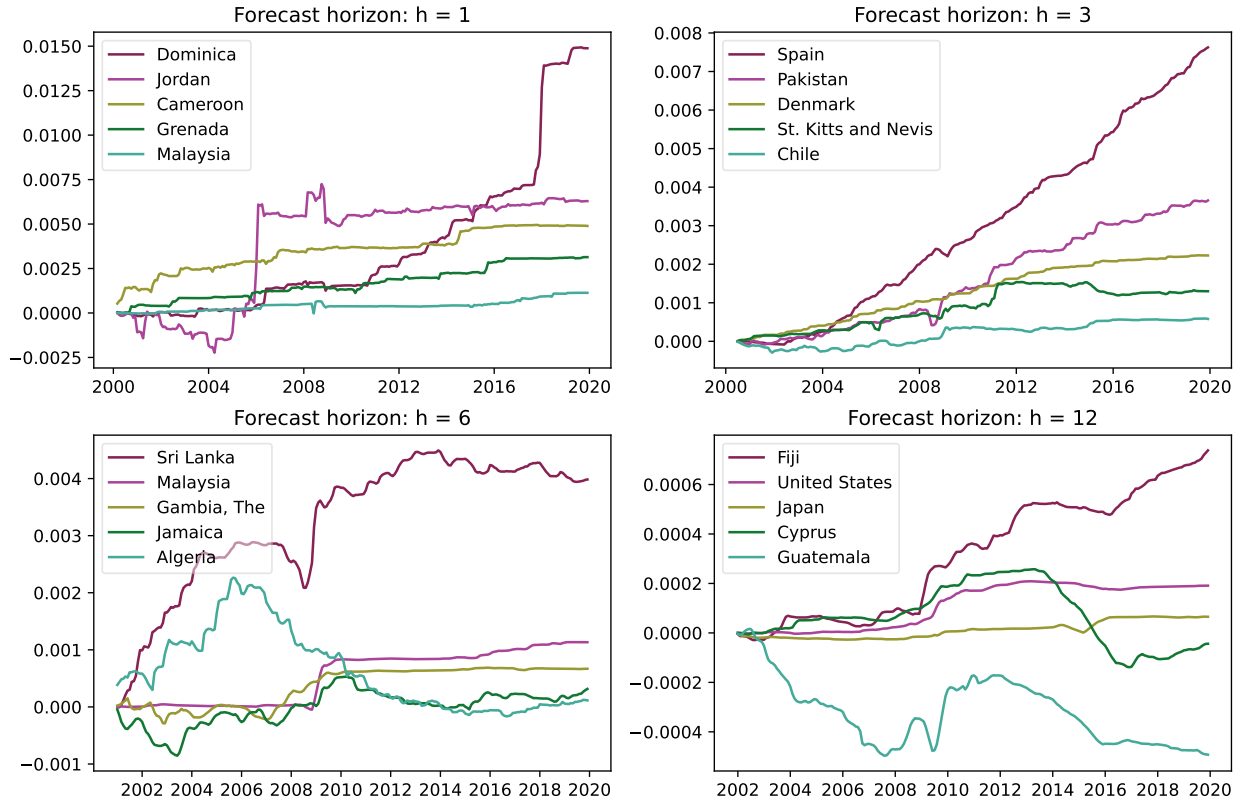 Forecast horizon: h = 1
0.0150
0.0125
0.0100
0.0075
0.0050
0.0025
0.0000
−0.0025
Dominica
Jordan
Cameroon
Grenada
Malaysia
2000 2004 2008 2012 2016 2020
Forecast horizon: h = 3
0.008
0.007
0.006
0.005
0.004
0.003
0.002
0.001
0.000
Spain
Pakistan
Denmark
St. Kitts and Nevis
Chile
2000 2004 2008 2012 2016 2020
Forecast horizon: h = 6
0.004
0.003
0.002
0.001
0.000
−0.001
Sri Lanka
Malaysia
Gambia, The
Jamaica
Algeria
2002 2004 2006 2008 2010 2012 2014 2016 2018 2020
Forecast horizon: h = 12
0.0006
0.0004
0.0002
0.0000
−0.0002
−0.0004
Fiji
United States
Japan
Cyprus
Guatemala
2002 2004 2006 2008 2010 2012 2014 2016 2018 2020